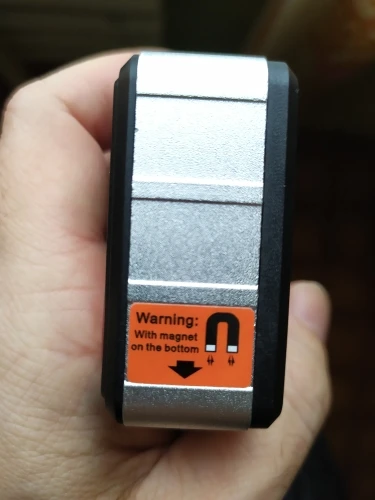 Warning:
With magnet
on the bottom